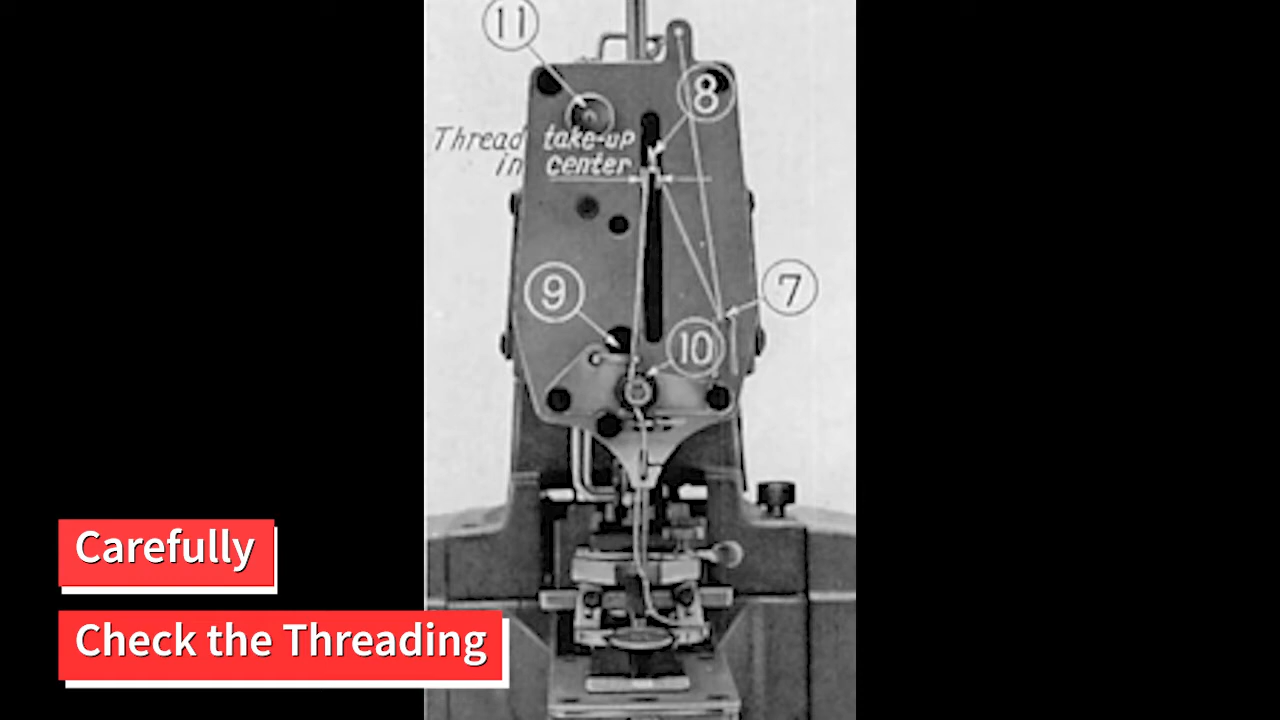 11
8
Thread take-up
in center
9
7
10
Carefully
Check the Threading